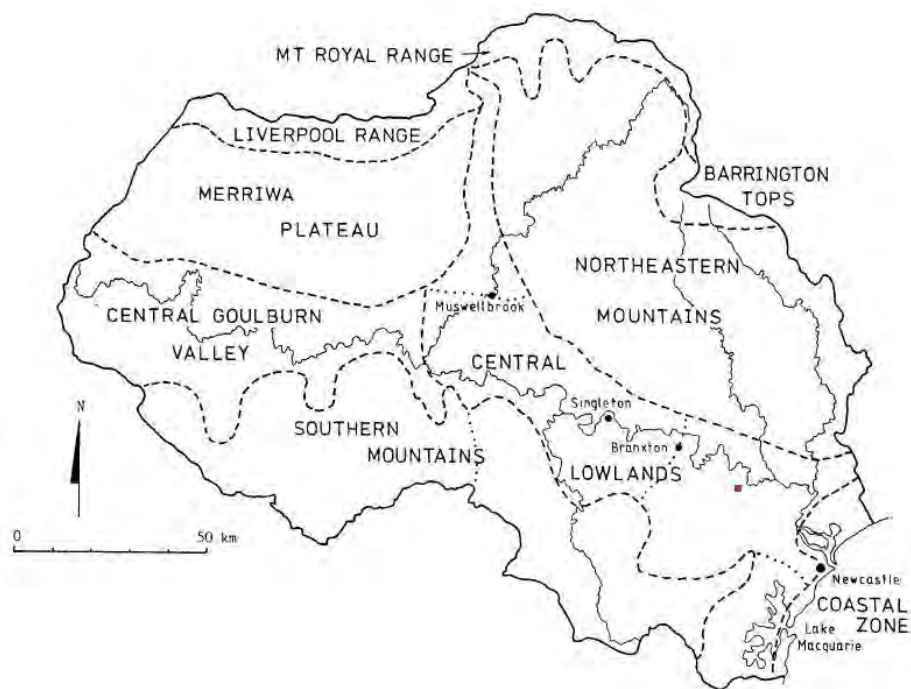 MT ROYAL RANGE
LIVERPOOL RANGE
BARRINGTON
TOPS
MERRIWA
PLATEAU
NORTHEASTERN
MOUNTAINS
Muswellbrook
CENTRAL GOULBURN
VALLEY
CENTRAL
Singleton
N
SOUTHERN
MOUNTAINS
Branxton
LOWLANDS
0 50 km
Newcastle
COASTAL
ZONE
Lake
Macquarie